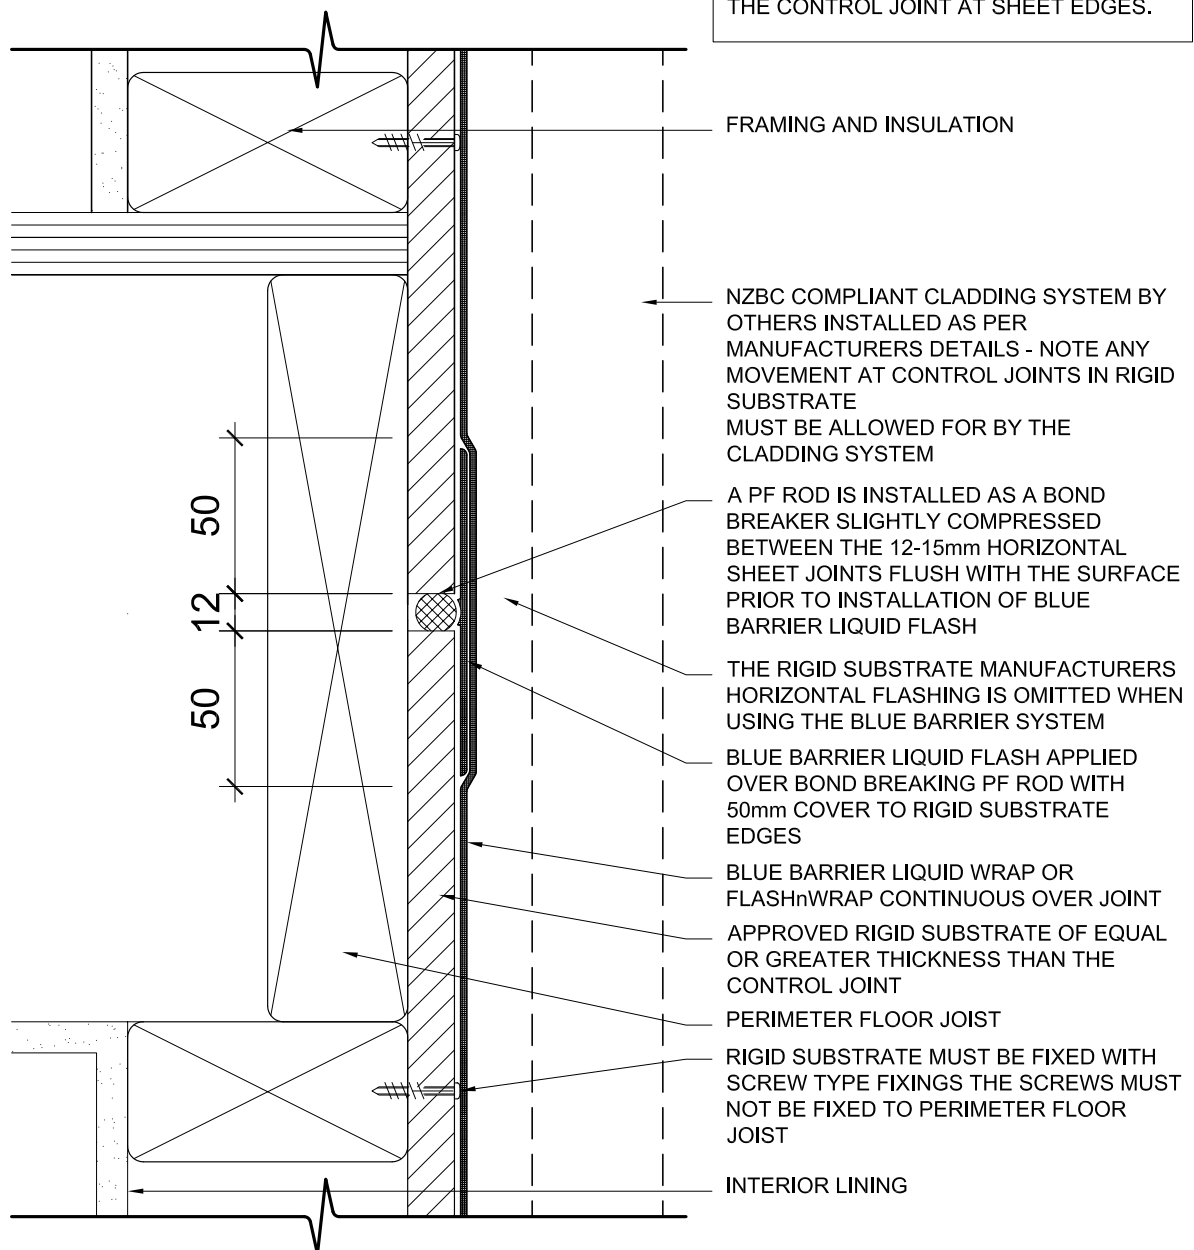 THE CONTROL JOINT AT SHEET EDGES.
FRAMING AND INSULATION
NZBC COMPLIANT CLADDING SYSTEM BY
OTHERS INSTALLED AS PER
MANUFACTURERS DETAILS - NOTE ANY
MOVEMENT AT CONTROL JOINTS IN RIGID
SUBSTRATE
MUST BE ALLOWED FOR BY THE
CLADDING SYSTEM
50
12
50
A PF ROD IS INSTALLED AS A BOND
BREAKER SLIGHTLY COMPRESSED
BETWEEN THE 12-15mm HORIZONTAL
SHEET JOINTS FLUSH WITH THE SURFACE
PRIOR TO INSTALLATION OF BLUE
BARRIER LIQUID FLASH
THE RIGID SUBSTRATE MANUFACTURERS
HORIZONTAL FLASHING IS OMITTED WHEN
USING THE BLUE BARRIER SYSTEM
BLUE BARRIER LIQUID FLASH APPLIED
OVER BOND BREAKING PF ROD WITH
50mm COVER TO RIGID SUBSTRATE
EDGES
BLUE BARRIER LIQUID WRAP OR
FLASHnWRAP CONTINUOUS OVER JOINT
APPROVED RIGID SUBSTRATE OF EQUAL
OR GREATER THICKNESS THAN THE
CONTROL JOINT
PERIMETER FLOOR JOIST
RIGID SUBSTRATE MUST BE FIXED WITH
SCREW TYPE FIXINGS THE SCREWS MUST
NOT BE FIXED TO PERIMETER FLOOR
JOIST
INTERIOR LINING